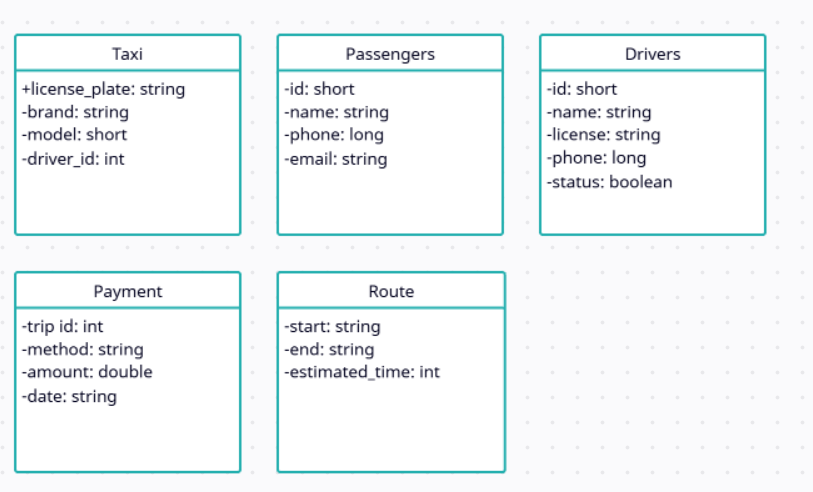 Taxi
+license_plate: string
-brand: string
-model: short
-driver_id: int
Passengers
-id: short
-name: string
-phone: long
-email: string
Drivers
-id: short
-name: string
-license: string
-phone: long
-status: boolean
Payment
-trip id: int
-method: string
-amount: double
-date: string
Route
-start: string
-end: string
-estimated_time: int